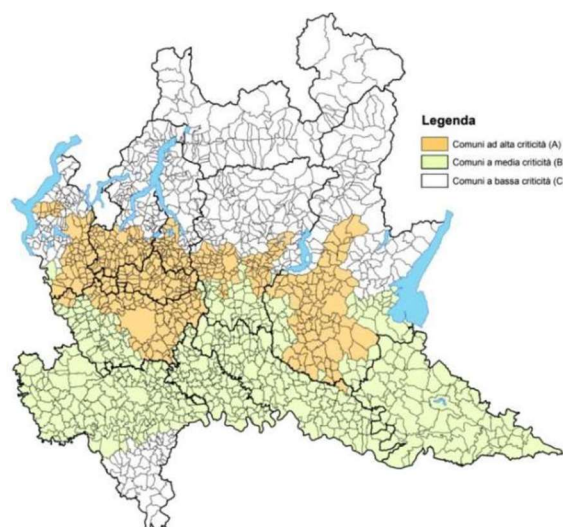 Legenda
Comuni ad alta criticità (A)
Comuni a media criticità (B
Comuni a bassa criticità (C